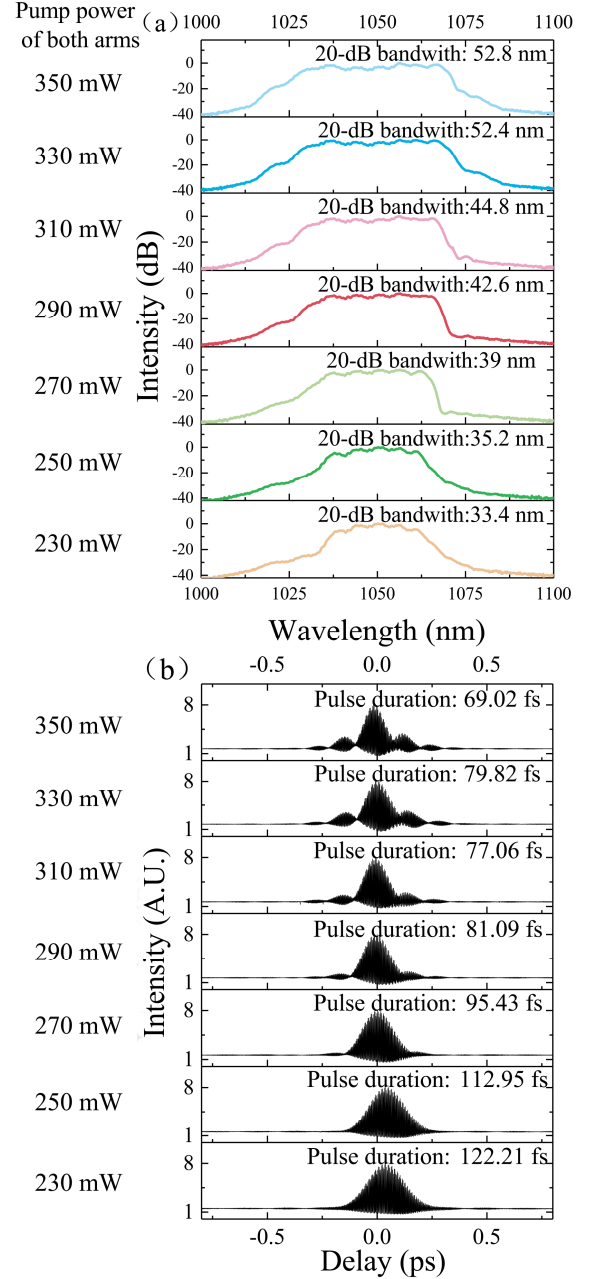 Pump power
of both arms
(a)
1000 1025 1050 1075 1100
350 mW
0
-20
-40
20-dB bandwith: 52.8 nm
330 mW
0
-20
-40
20-dB bandwith:52.4 nm
310 mW
0
-20
-40
20-dB bandwith:44.8 nm
290 mW
0
-20
-40
20-dB bandwith:42.6 nm
270 mW
0
-20
-40
20-dB bandwith:39 nm
250 mW
0
-20
-40
20-dB bandwith:35.2 nm
230 mW
0
-20
-40
20-dB bandwith:33.4 nm
Intensity (dB)
1000 1025 1050 1075 1100
Wavelength (nm)
(b)
-0.5 0.0 0.5
350 mW
8
1
Pulse duration: 69.02 fs
330 mW
8
1
Pulse duration: 79.82 fs
310 mW
8
1
Pulse duration: 77.06 fs
290 mW
8
1
Pulse duration: 81.09 fs
270 mW
8
1
Pulse duration: 95.43 fs
250 mW
8
1
Pulse duration: 112.95 fs
230 mW
8
1
Pulse duration: 122.21 fs
Intensity (A.U.)
-0.5 0.0 0.5
Delay (ps)